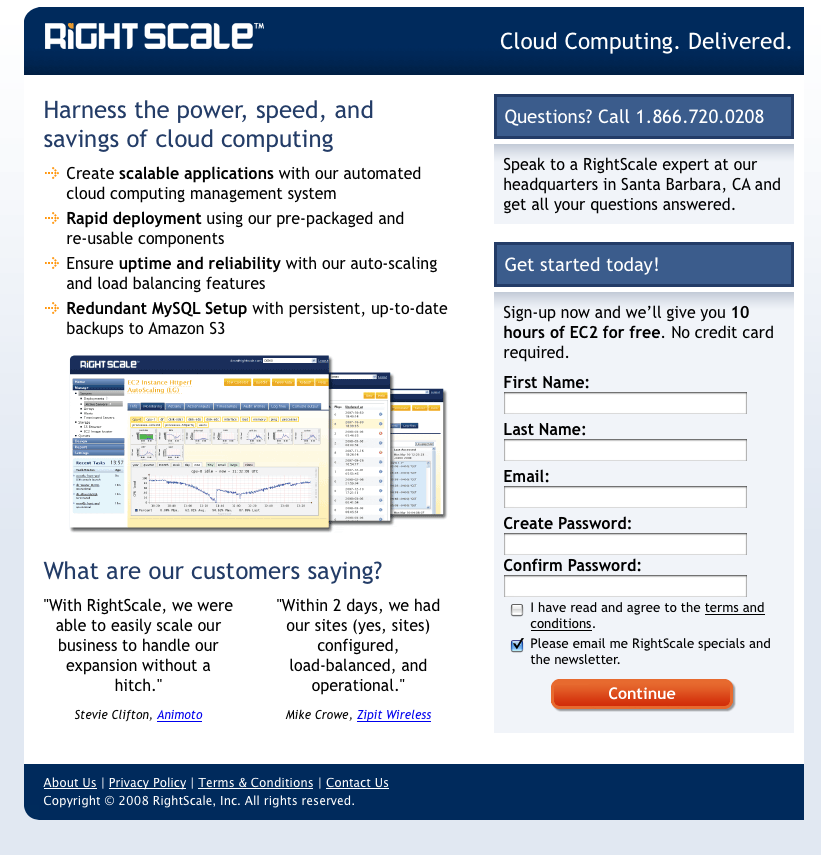 RIGHT SCALE™
Cloud Computing. Delivered.
Harness the power, speed, and
savings of cloud computing
Create scalable applications with our automated
cloud computing management system
Rapid deployment using our pre-packaged and
re-usable components
Ensure uptime and reliability with our auto-scaling
and load balancing features
Redundant MySQL Setup with persistent, up-to-date
backups to Amazon S3
RIGHT SCALE
EC2 Instance Hrjperf
AutoScaling (EC)
Recent Tasks 13:57
What are our customers saying?
"With RightScale, we were
able to easily scale our
business to handle our
expansion without a
hitch."
Stevie Clifton, Animoto
"Within 2 days, we had
our sites (yes, sites)
configured,
load-balanced, and
operational."
Mike Crowe, Zipit Wireless
Questions? Call 1.866.720.0208
Speak to a RightScale expert at our
headquarters in Santa Barbara, CA and
get all your questions answered.
Get started today!
Sign-up now and we'll give you 10
hours of EC2 for free. No credit card
required.
First Name:
Last Name:
Email:
Create Password:
Confirm Password:
I have read and agree to the terms and
conditions.
Please email me RightScale specials and
the newsletter.
Continue
About Us | Privacy Policy | Terms & Conditions | Contact Us
Copyright © 2008 RightScale, Inc. All rights reserved.